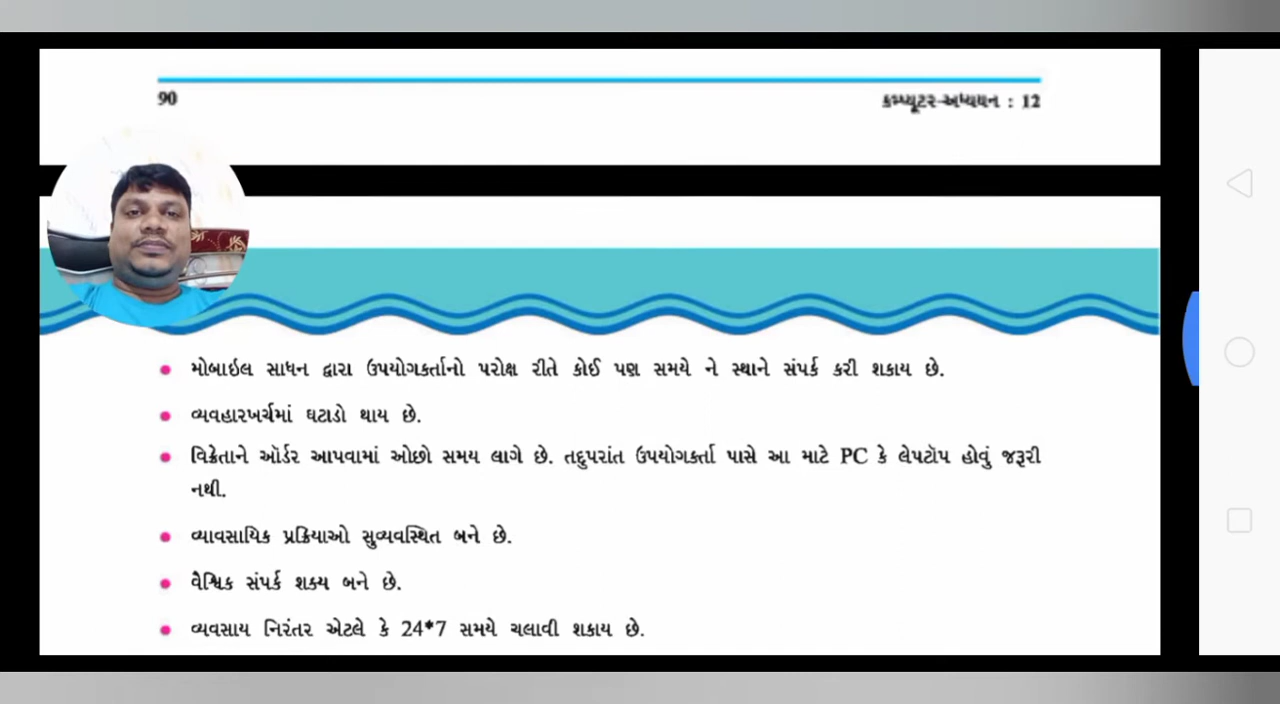 90
કમ્પ્યૂટર-અધ્યયન : 12
• મોબાઇલ સાધન દ્વારા ઉપયોગકર્તાનો પરોક્ષ રીતે કોઈ પણ સમયે ને સ્થાને સંપર્ક કરી શકાય છે.
• વ્યવહારખર્ચમાં ઘટાડો થાય છે.
• વિક્રેતાને ઑર્ડર આપવામાં ઓછો સમય લાગે છે. તદુપરાંત ઉપયોગકર્તા પાસે આ માટે PC કે લેપટૉપ હોવું જરૂરી
નથી.
• વ્યાવસાયિક પ્રક્રિયાઓ સુવ્યવસ્થિત બને છે.
• વૈશ્વિક સંપર્ક શક્ય બને છે.
• વ્યવસાય નિરંતર એટલે કે 24*7 સમયે ચલાવી શકાય છે.